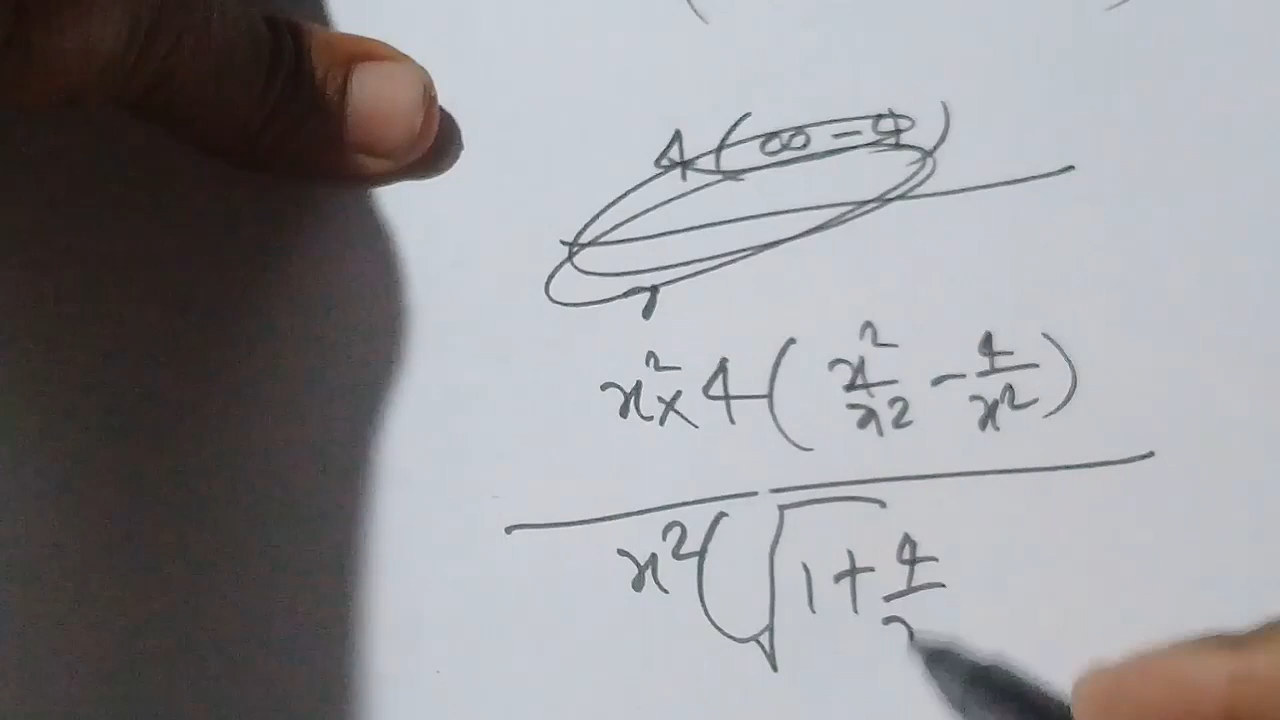 4(∞-4)
x²×4(x²/x2 - 4/x²)
x²(√1+4/